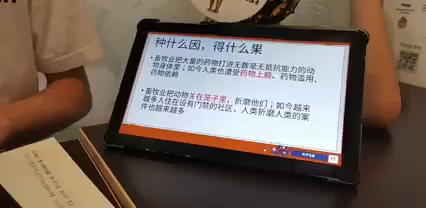 种什么因，得什么果
• 畜牧业把大量的药物打进无数毫无抵抗能力的动
物身体里；如今人类也遭受药物上瘾、药物滥用、
药物依赖
• 畜牧业把动物关在笼子里，折磨他们；如今越来
越多人住在设有门禁的社区，人类折磨人类的案
件也越来越多